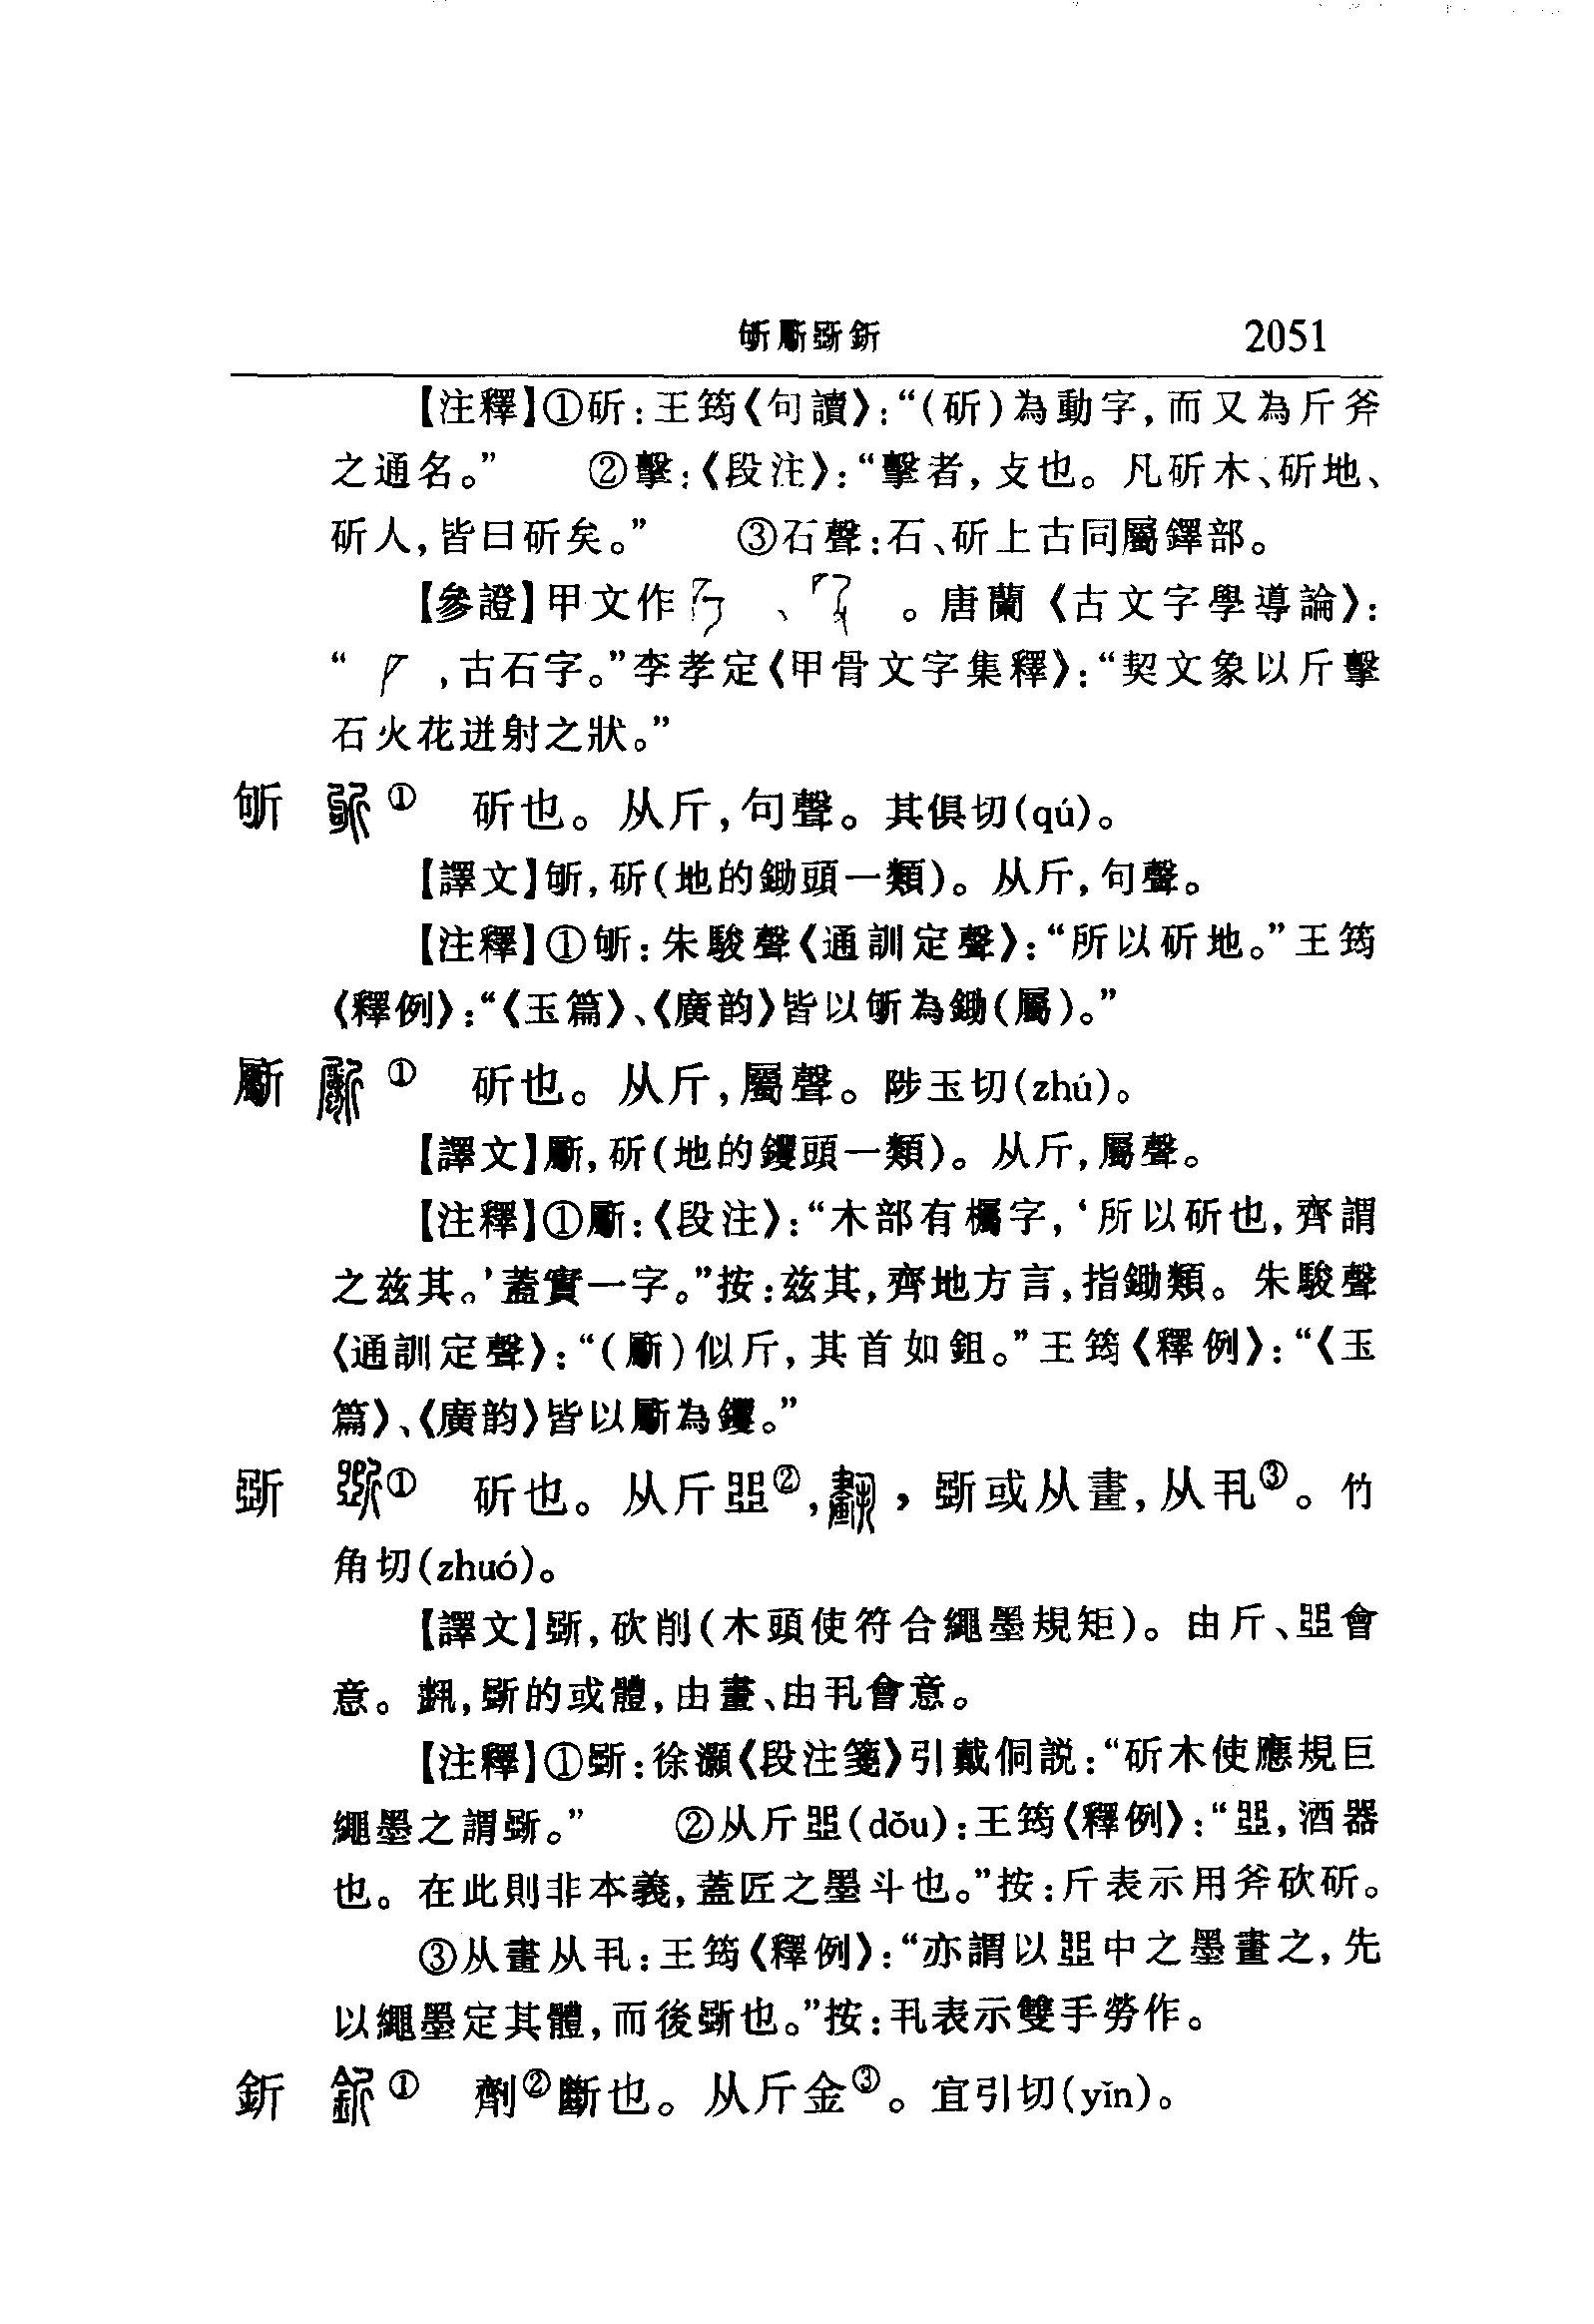 斪斸斲釿 2051
【注釋】①斫:王筠《句讀》:“(斫)為動字,而又為斤斧
之通名。” ②擊:《段注》:“擊者,攴也。凡斫木、斫地、
斫人,皆曰斫矣。” ③石聲:石、斫上古同屬鐸部。
【參證】甲文作 、 。唐蘭《古文字學導論》:
“ ,古石字。”李孝定《甲骨文字集釋》:“契文象以斤擊
石火花迸射之狀。”
斪 ① 斫也。从斤,句聲。其俱切(qú)。
【譯文】斪,斫(地的鋤頭一類)。从斤,句聲。
【注釋】①斪:朱駿聲《通訓定聲》:“所以斫地。”王筠
《釋例》:“《玉篇》、《廣韵》皆以斪為鋤(屬)。”
斸 ① 斫也。从斤,屬聲。陟玉切(zhú)。
【譯文】斸,斫(地的钁頭一類)。从斤,屬聲。
【注釋】①斸:《段注》:“木部有欘字,‘所以斫也,齊謂
之兹其。’蓋實一字。”按:兹其,齊地方言,指鋤類。朱駿聲
《通訓定聲》:“(斸)似斤,其首如鉏。”王筠《釋例》:“《玉
篇》、《廣韵》皆以斸為钁。”
斲 ① 斫也。从斤𠁁②, ,斲或从畫,从丮③。竹
角切(zhuó)。
【譯文】斲,砍削(木頭使符合繩墨規矩)。由斤、𠁁會
意。𣃈,斲的或體,由畫、由丮會意。
【注釋】①斲:徐灝《段注箋》引戴侗説:“斫木使應規巨
繩墨之謂斲。” ②从斤𠁁(dǒu):王筠《釋例》:“𠁁,酒器
也。在此則非本義,蓋匠之墨斗也。”按:斤表示用斧砍斫。
③从畫从丮:王筠《釋例》:“亦謂以𠁁中之墨畫之,先
以繩墨定其體,而後斲也。”按:丮表示雙手勞作。
釿 ① 劑②斷也。从斤金③。宜引切(yǐn)。